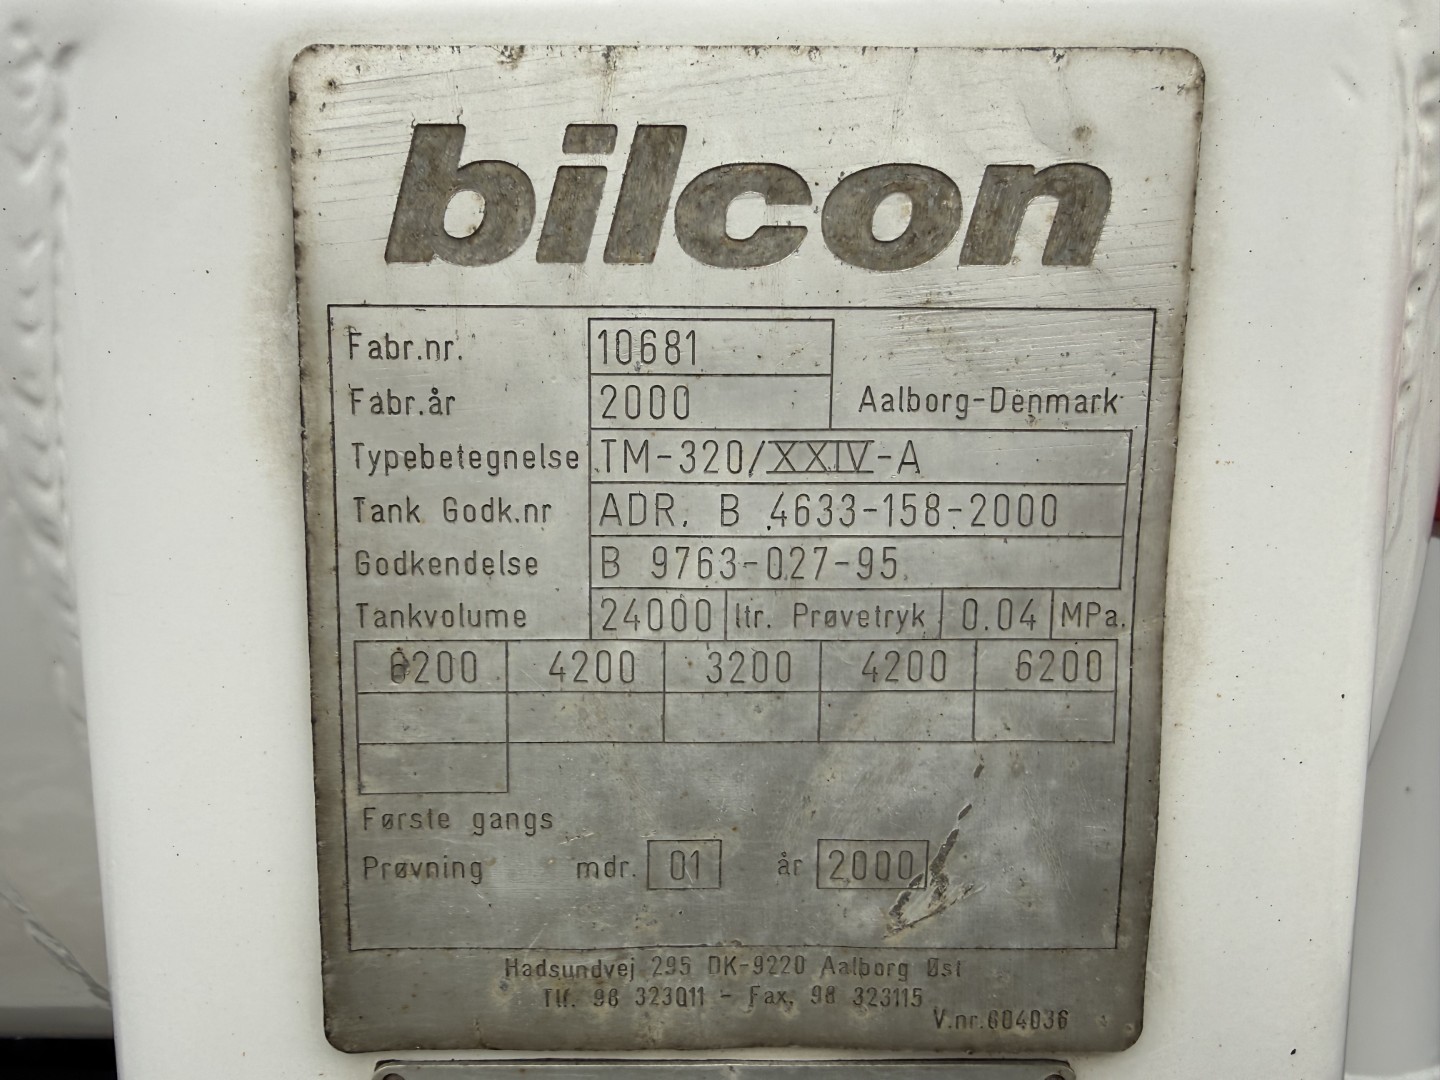 bilcon
Fabr.nr. 10681
Fabr.år 2000 Aalborg-Denmark
Typebetegnelse TM-320/XXIV-A
Tank Godk.nr ADR. B 4633-158-2000
Godkendelse B 9763-027-95
Tankvolume 24000 ltr. Prøvetryk 0.04 MPa.
6200 4200 3200 4200 6200
Første gangs
Prøvning mdr. 01 år 2000
Hadsundvej 295 DK-9220 Aalborg Øst
Tlf. 98 323011 - Fax. 98 323115
V.nr. 604036